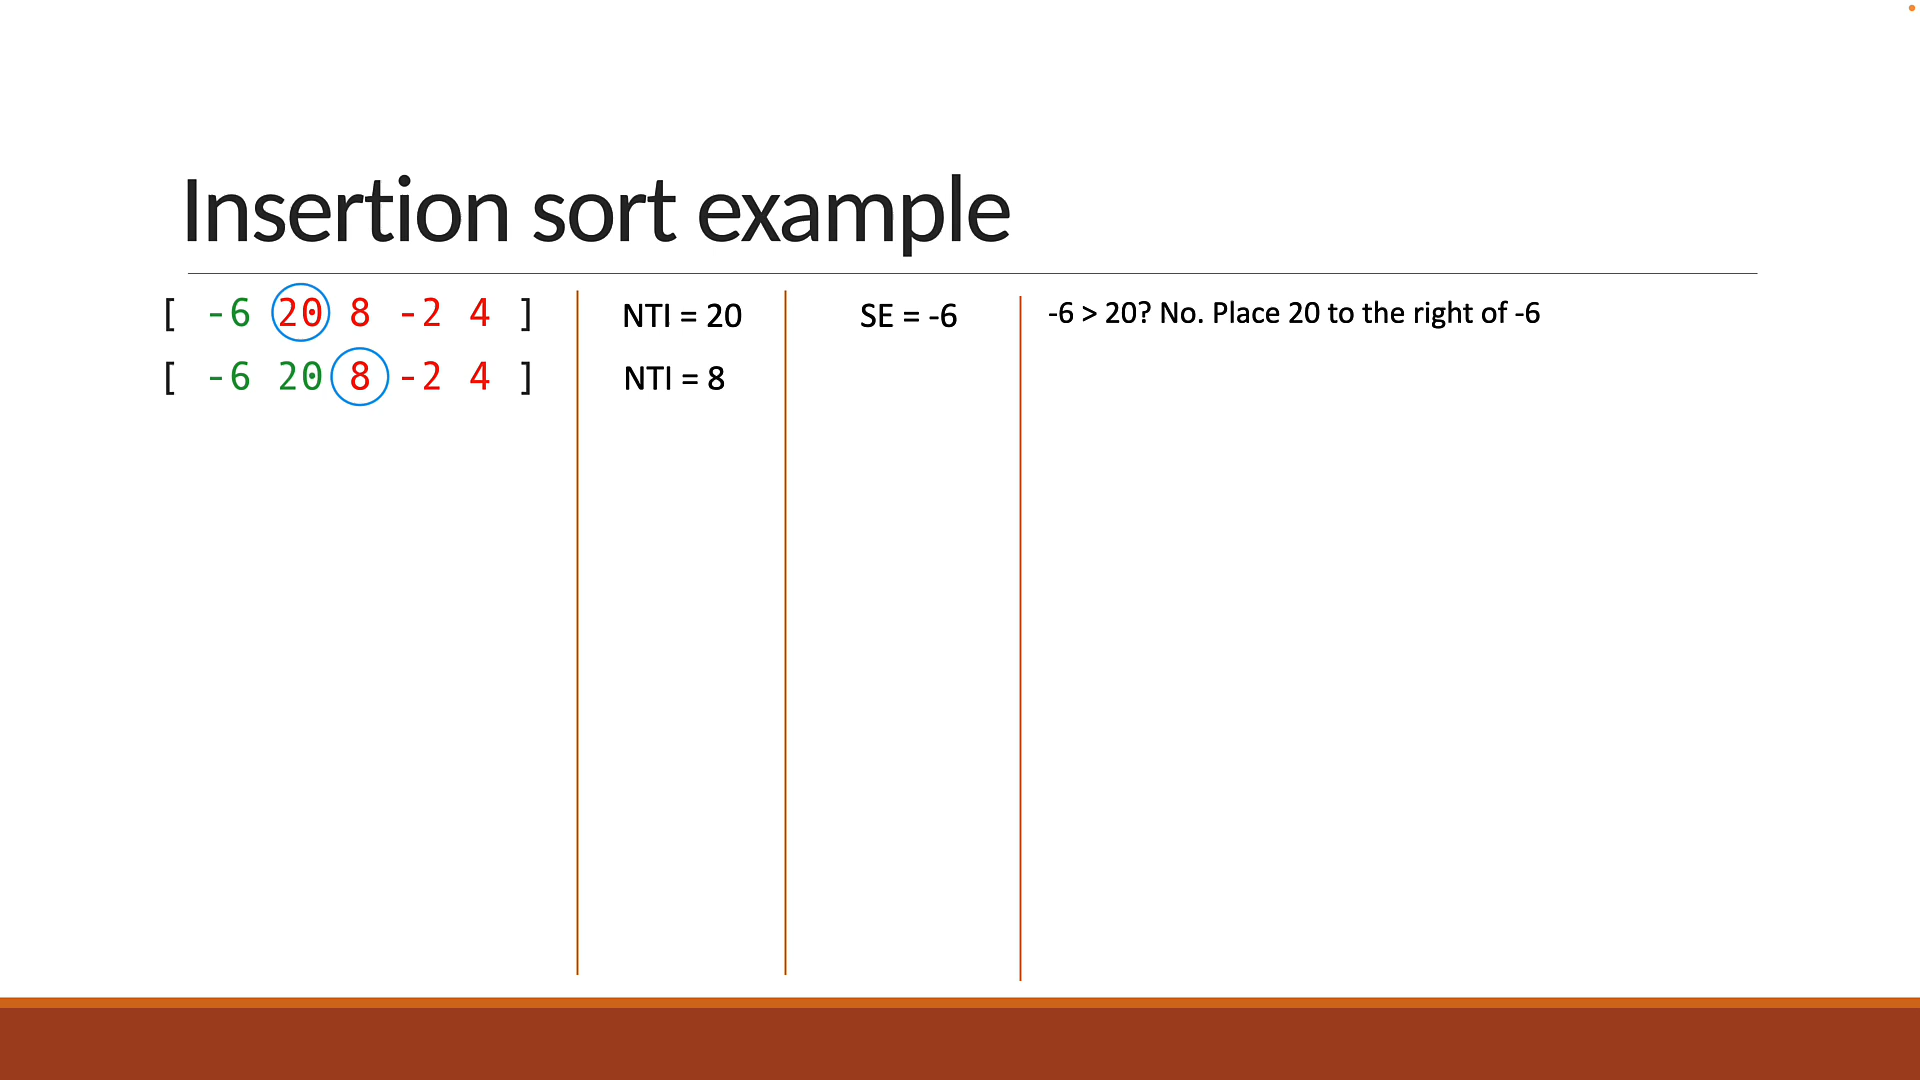 Insertion sort example
[ -6 20 8 -2 4 ] NTI = 20 SE = -6 -6 > 20? No. Place 20 to the right of -6
[ -6 20 8 -2 4 ] NTI = 8